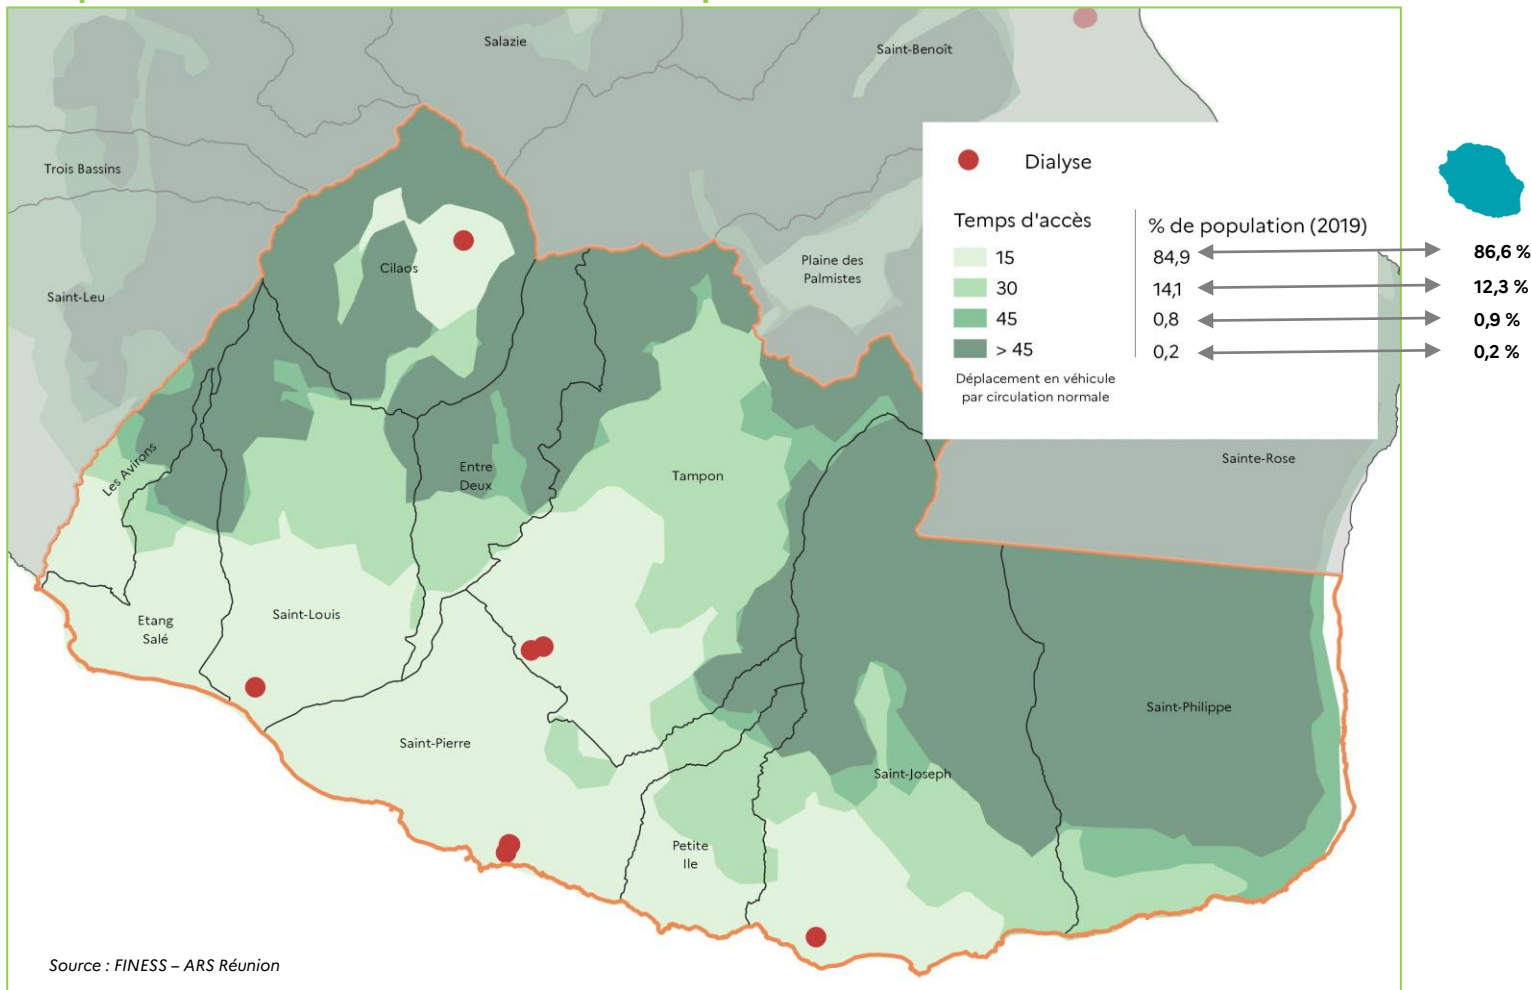 Salazie
Saint-Benoît
Trois Bassins
Dialyse
Temps d'accès
% de population (2019)
15
84,9
86,6 %
30
14,1
12,3 %
45
0,8
0,9 %
> 45
0,2
0,2 %
Déplacement en véhicule
par circulation normale
Plaine des
Palmistes
Cilaos
Saint-Leu
Les Avirons
Entre
Deux
Tampon
Sainte-Rose
Etang
Salé
Saint-Louis
Saint-Pierre
Saint-Philippe
Saint-Joseph
Petite
Ile
Source : FINESS – ARS Réunion